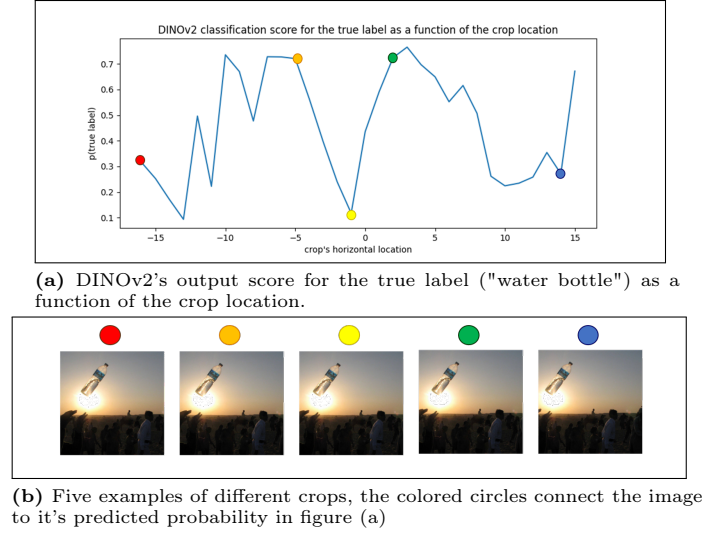 DINOv2 classification score for the true label as a function of the crop location
p(true label)
0.7
0.6
0.5
0.4
0.3
0.2
0.1
−15
−10
−5
0
5
10
15
crop's horizontal location
(a) DINOv2's output score for the true label ("water bottle") as a
function of the crop location.
(b) Five examples of different crops, the colored circles connect the image
to it's predicted probability in figure (a)